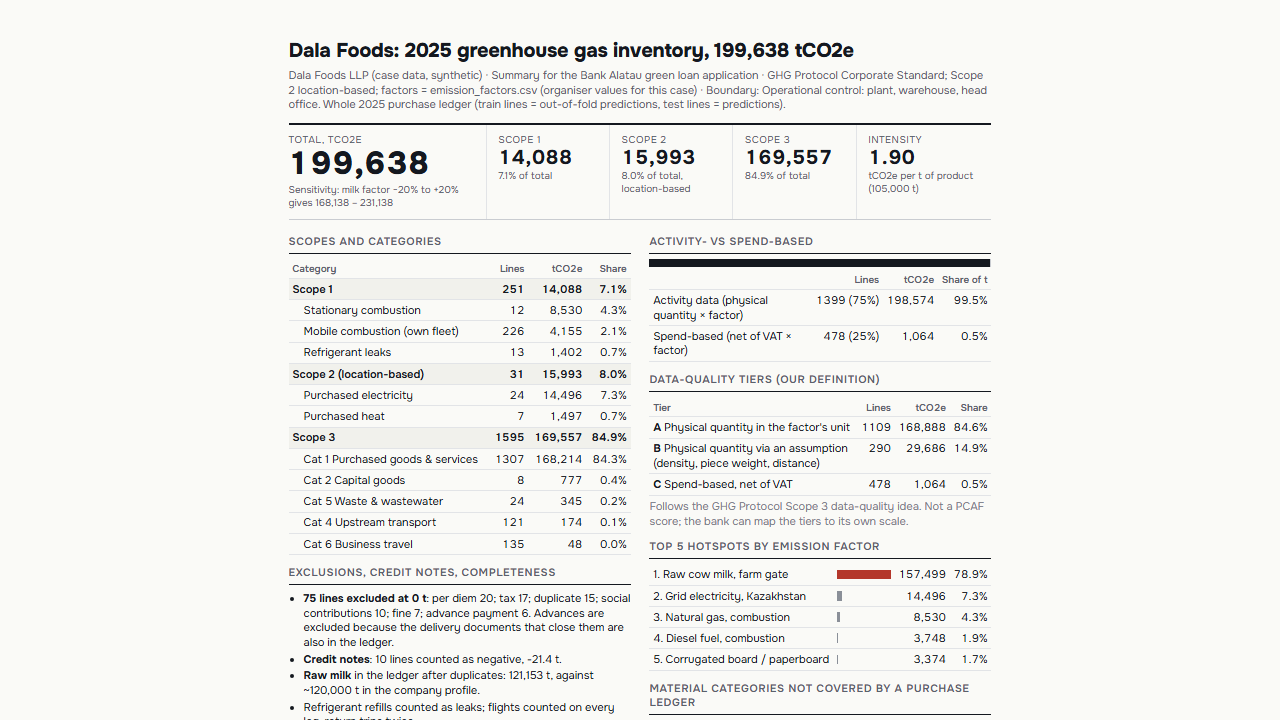 Dala Foods: 2025 greenhouse gas inventory, 199,638 tCO2e
Dala Foods LLP (case data, synthetic) · Summary for the Bank Alatau green loan application · GHG Protocol Corporate Standard; Scope
2 location-based; factors = emission_factors.csv (organiser values for this case) · Boundary: Operational control: plant, warehouse, head
office. Whole 2025 purchase ledger (train lines = out-of-fold predictions, test lines = predictions).
TOTAL, TCO2E
199,638
Sensitivity: milk factor −20% to +20%
gives 168,138 – 231,138
SCOPE 1
14,088
7.1% of total
SCOPE 2
15,993
8.0% of total,
location-based
SCOPE 3
169,557
84.9% of total
INTENSITY
1.90
tCO2e per t of product
(105,000 t)
SCOPES AND CATEGORIES
Category Lines tCO2e Share
Scope 1 251 14,088 7.1%
Stationary combustion 12 8,530 4.3%
Mobile combustion (own fleet) 226 4,155 2.1%
Refrigerant leaks 13 1,402 0.7%
Scope 2 (location-based) 31 15,993 8.0%
Purchased electricity 24 14,496 7.3%
Purchased heat 7 1,497 0.7%
Scope 3 1595 169,557 84.9%
Cat 1 Purchased goods & services 1307 168,214 84.3%
Cat 2 Capital goods 8 777 0.4%
Cat 5 Waste & wastewater 24 345 0.2%
Cat 4 Upstream transport 121 174 0.1%
Cat 6 Business travel 135 48 0.0%
EXCLUSIONS, CREDIT NOTES, COMPLETENESS
• 75 lines excluded at 0 t: per diem 20; tax 17; duplicate 15; social
contributions 10; fine 7; advance payment 6. Advances are
excluded because the delivery documents that close them are
also in the ledger.
• Credit notes: 10 lines counted as negative, -21.4 t.
• Raw milk in the ledger after duplicates: 121,153 t, against
~120,000 t in the company profile.
• Refrigerant refills counted as leaks; flights counted on every
leg, return trips twice.
ACTIVITY- VS SPEND-BASED
Lines tCO2e Share of t
Activity data (physical
quantity × factor) 1399 (75%) 198,574 99.5%
Spend-based (net of VAT ×
factor) 478 (25%) 1,064 0.5%
DATA-QUALITY TIERS (OUR DEFINITION)
Tier Lines tCO2e Share
A Physical quantity in the factor's unit 1109 168,888 84.6%
B Physical quantity via an assumption
(density, piece weight, distance) 290 29,686 14.9%
C Spend-based, net of VAT 478 1,064 0.5%
Follows the GHG Protocol Scope 3 data-quality idea. Not a PCAF
score; the bank can map the tiers to its own scale.
TOP 5 HOTSPOTS BY EMISSION FACTOR
1. Raw cow milk, farm gate 157,499 78.9%
2. Grid electricity, Kazakhstan 14,496 7.3%
3. Natural gas, combustion 8,530 4.3%
4. Diesel fuel, combustion 3,748 1.9%
5. Corrugated board / paperboard 3,374 1.7%
MATERIAL CATEGORIES NOT COVERED BY A PURCHASE
LEDGER